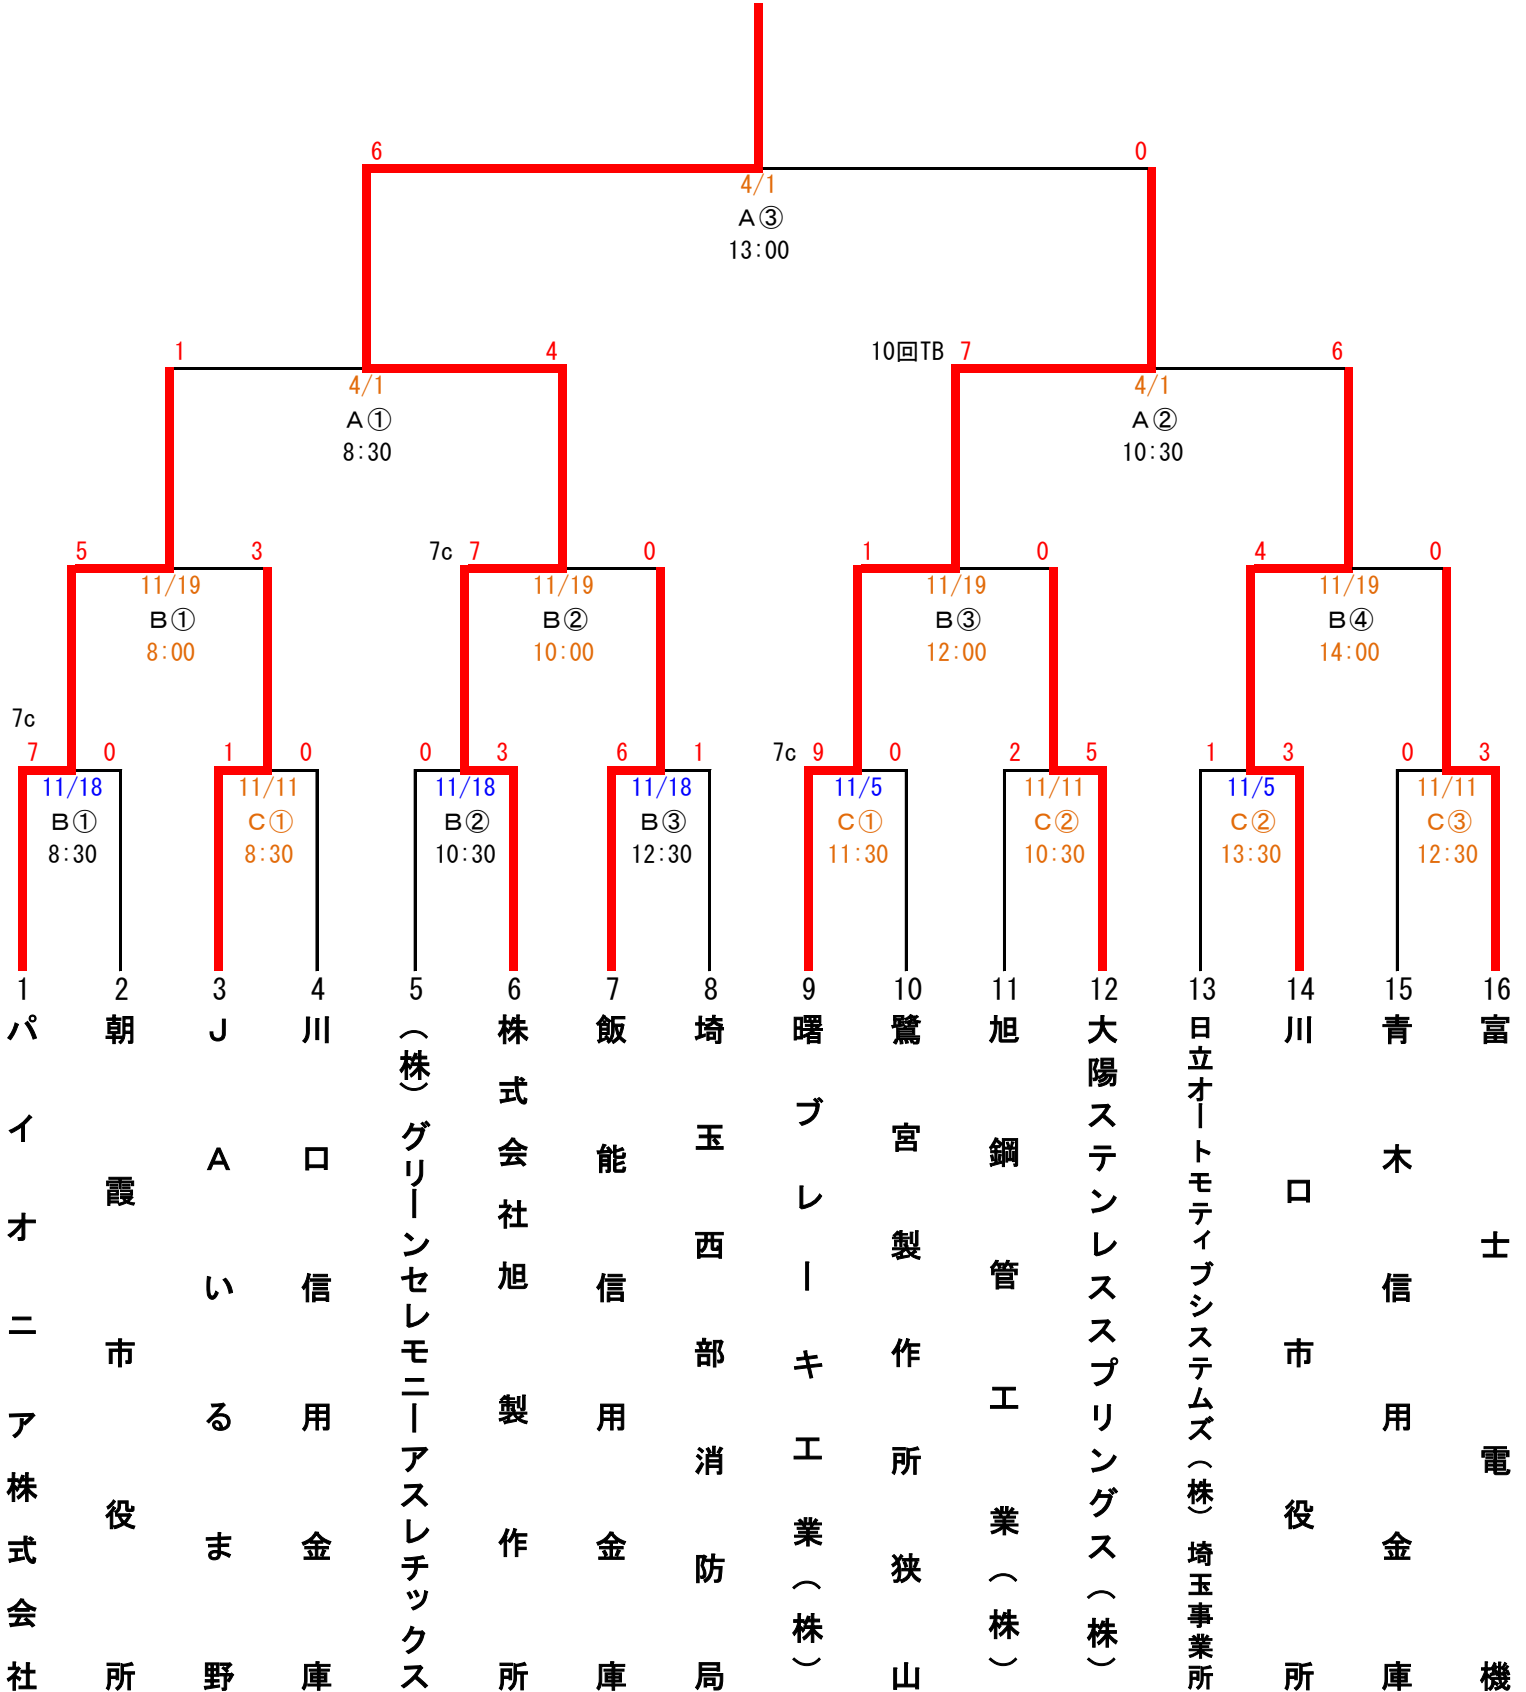 6 0
4/1
A③
13:00
1 4 10回TB 7 6
4/1 4/1
A① A②
8:30 10:30
5 3 7c 7 0 1 0 4 0
11/19 11/19 11/19 11/19
B① B② B③ B④
8:00 10:00 12:00 14:00
7c
7 0 1 0 0 3 6 1 7c 9 0 2 5 1 3 0 3
11/18 11/11 11/18 11/18 11/5 11/11 11/5 11/11
B① C① B② B③ C① C② C② C③
8:30 8:30 10:30 12:30 11:30 10:30 13:30 12:30
1 2 3 4 5 6 7 8 9 10 11 12 13 14 15 16
パイオニア株式会社
朝霞市役所
JAいるま野
川口信用金庫
（株）グリーンセレモニーアスレチックス
株式会社旭製作所
飯能信用金庫
埼玉西部消防局
曙ブレーキ工業（株）
鷺宮製作所狭山
旭鋼管工業（株）
大陽ステンレススプリングス（株）
日立オートモティブシステムズ（株）埼玉事業所
川口市役所
青木信用金庫
富士電機